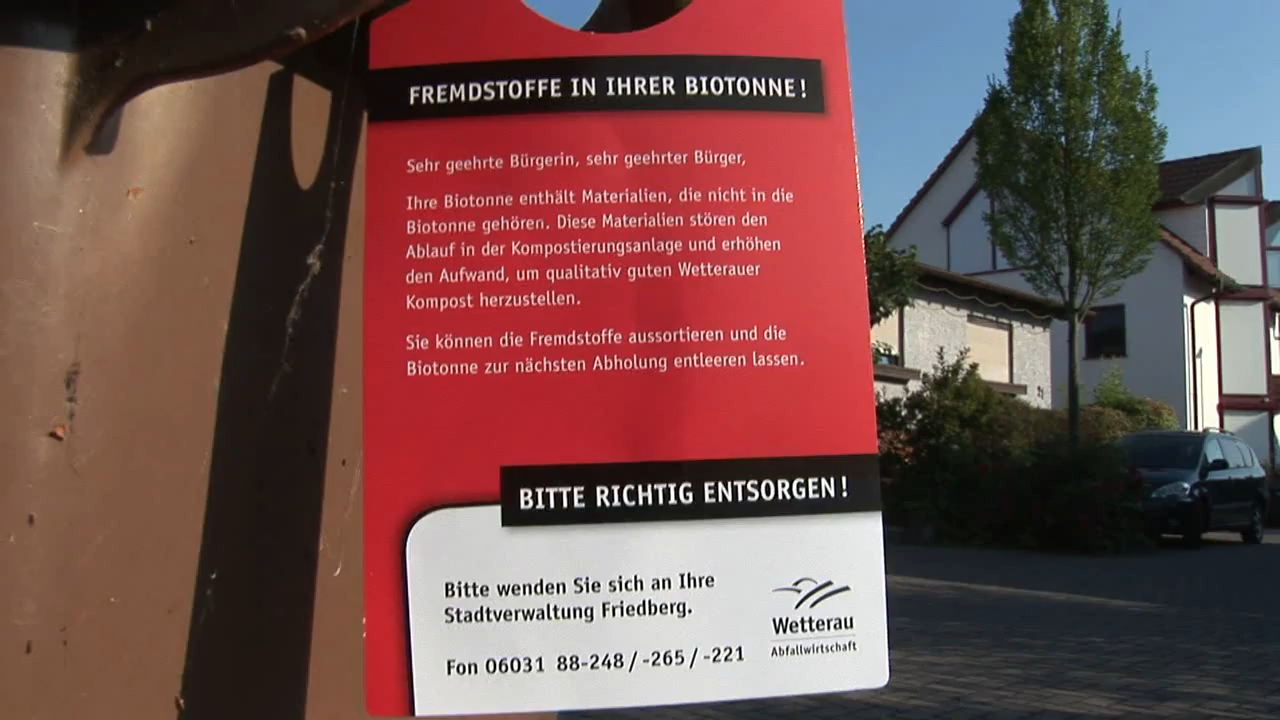 FREMDSTOFFE IN IHRER BIOTONNE!
Sehr geehrte Bürgerin, sehr geehrter Bürger,
Ihre Biotonne enthält Materialien, die nicht in die
Biotonne gehören. Diese Materialien stören den
Ablauf in der Kompostierungsanlage und erhöhen
den Aufwand, um qualitativ guten Wetterauer
Kompost herzustellen.
Sie können die Fremdstoffe aussortieren und die
Biotonne zur nächsten Abholung entleeren lassen.
BITTE RICHTIG ENTSORGEN!
Bitte wenden Sie sich an Ihre
Stadtverwaltung Friedberg.
Fon 06031 88-248/-265/-221
Wetterau
Abfallwirtschaft